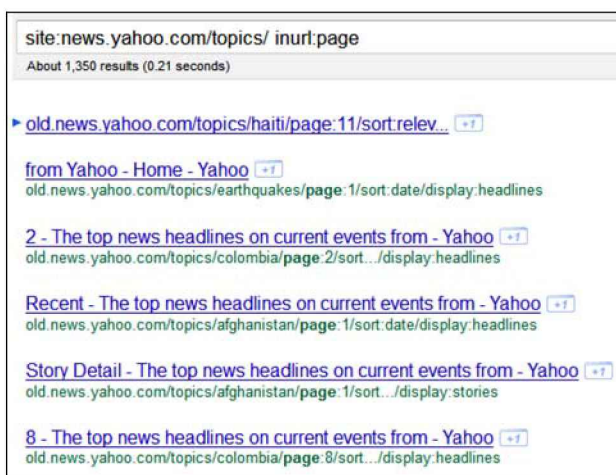 site:news.yahoo.com/topics/ inurl:page
About 1,350 results (0.21 seconds)
old.news.yahoo.com/topics/haiti/page:11/sort:relev... +1
from Yahoo - Home - Yahoo +1
old.news.yahoo.com/topics/earthquakes/page:1/sort:date/display:headlines
2 - The top news headlines on current events from - Yahoo +1
old.news.yahoo.com/topics/colombia/page:2/sort.../display:headlines
Recent - The top news headlines on current events from - Yahoo +1
old.news.yahoo.com/topics/afghanistan/page:1/sort:date/display:headlines
Story Detail - The top news headlines on current events from - Yahoo +1
old.news.yahoo.com/topics/afghanistan/page:1/sort.../display:stories
8 - The top news headlines on current events from - Yahoo +1
old.news.yahoo.com/topics/colombia/page:8/sort.../display:headlines